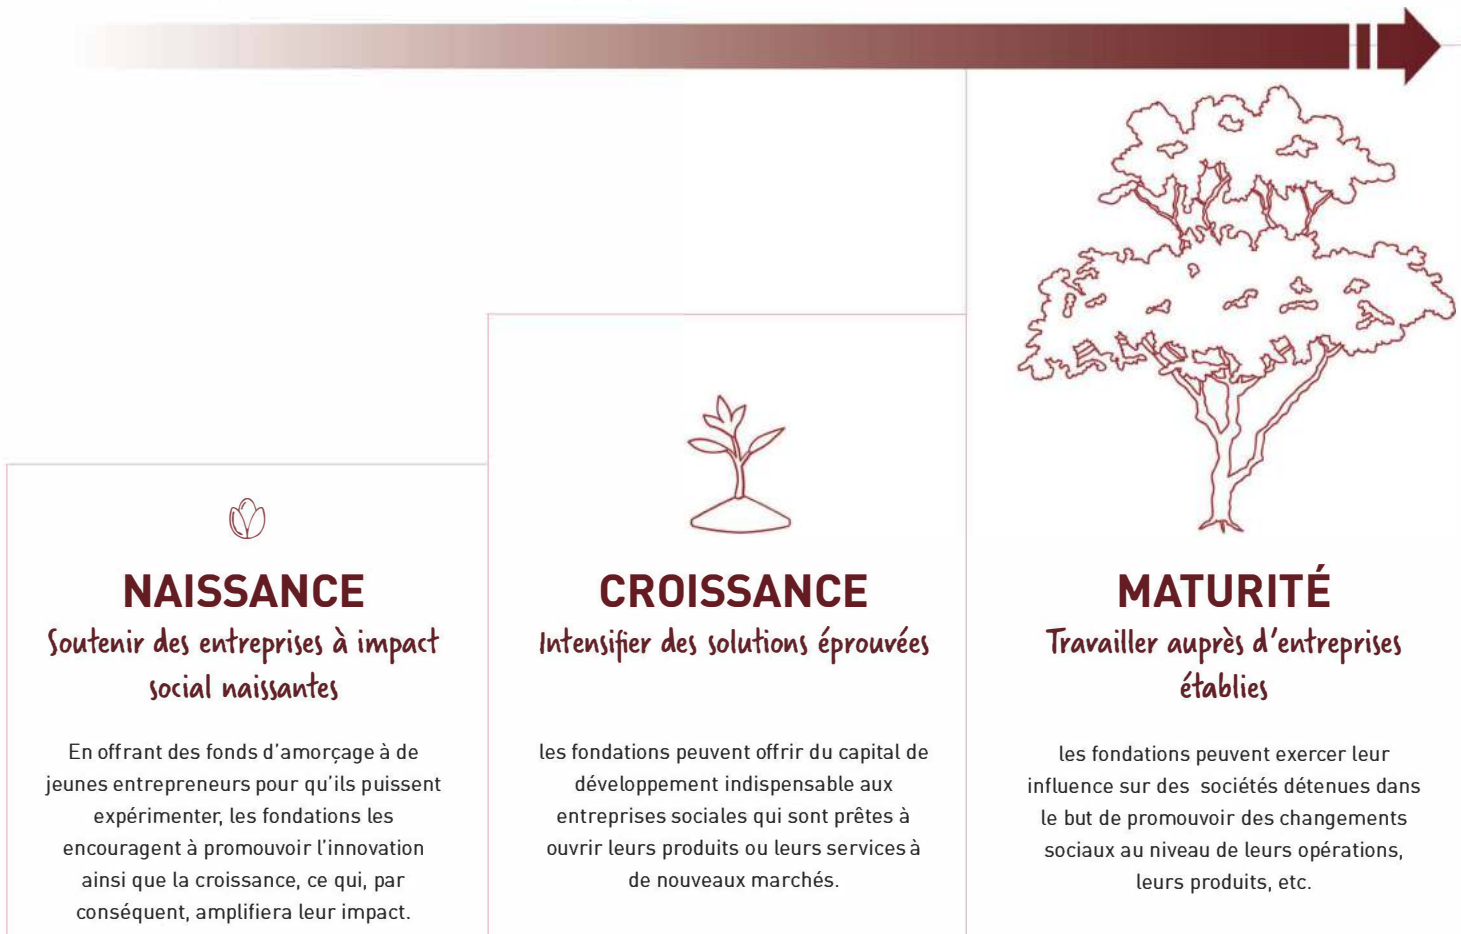 NAISSANCE
Soutenir des entreprises à impact
social naissantes
En offrant des fonds d'amorçage à de
jeunes entrepreneurs pour qu'ils puissent
expérimenter, les fondations les
encouragent à promouvoir l'innovation
ainsi que la croissance, ce qui, par
conséquent, amplifiera leur impact.
CROISSANCE
Intensifier des solutions éprouvées
les fondations peuvent offrir du capital de
développement indispensable aux
entreprises sociales qui sont prêtes à
ouvrir leurs produits ou leurs services à
de nouveaux marchés.
MATURITÉ
Travailler auprès d'entreprises
établies
les fondations peuvent exercer leur
influence sur des sociétés détenues dans
le but de promouvoir des changements
sociaux au niveau de leurs opérations,
leurs produits, etc.